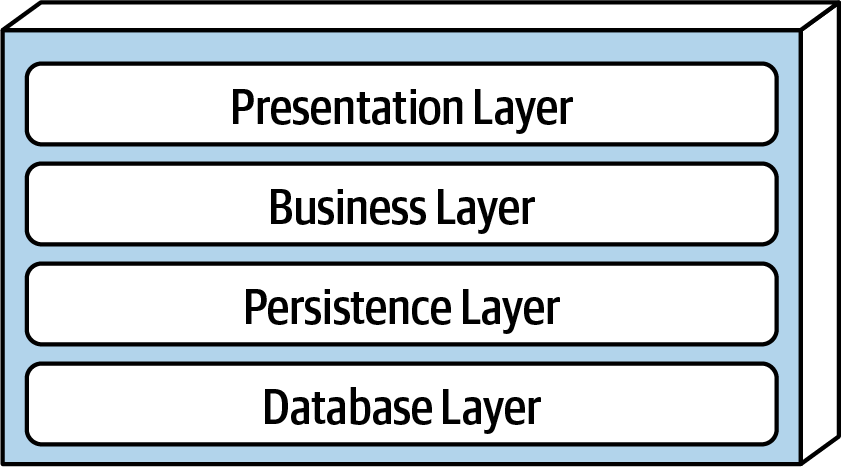 Presentation Layer
Business Layer
Persistence Layer
Database Layer